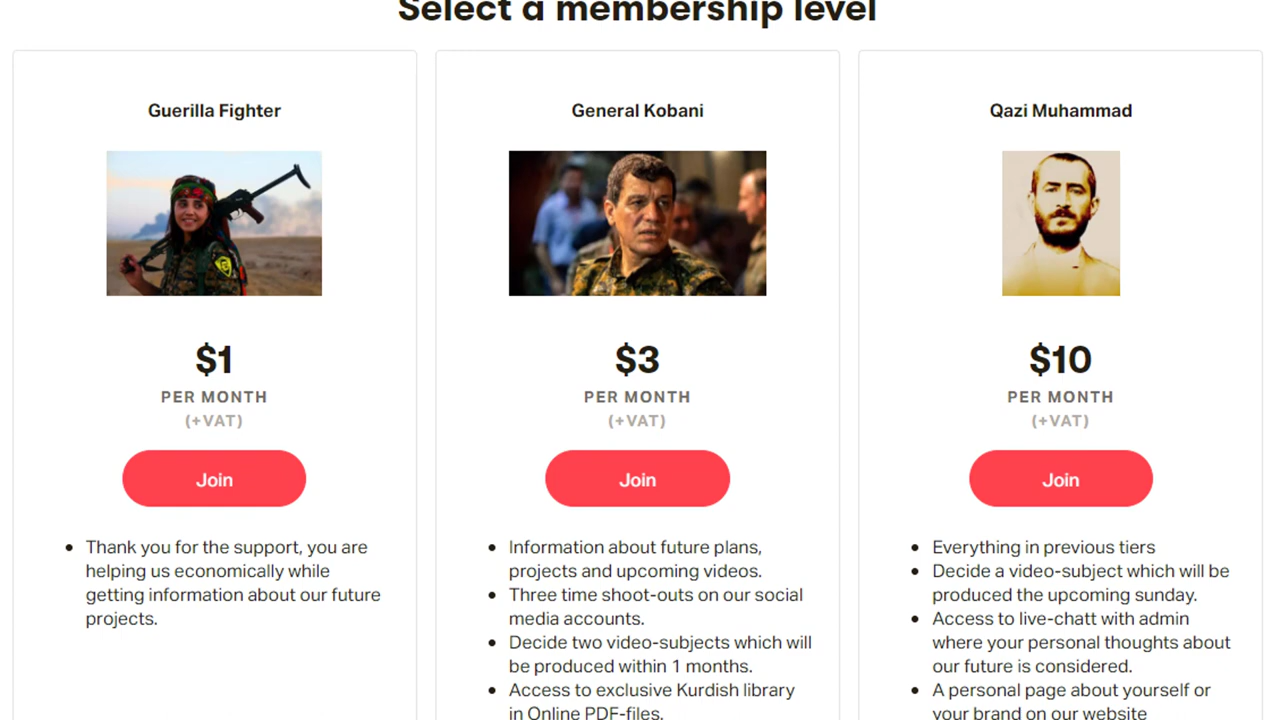 Select a membership level
Guerilla Fighter
$1
PER MONTH
(+VAT)
Join
Thank you for the support, you are
helping us economically while
getting information about our future
projects.
General Kobani
$3
PER MONTH
(+VAT)
Join
Information about future plans,
projects and upcoming videos.
Three time shoot-outs on our social
media accounts.
Decide two video-subjects which will
be produced within 1 months.
Access to exclusive Kurdish library
in Online PDF-files.
Qazi Muhammad
$10
PER MONTH
(+VAT)
Join
Everything in previous tiers
Decide a video-subject which will be
produced the upcoming sunday.
Access to live-chatt with admin
where your personal thoughts about
our future is considered.
A personal page about yourself or
your brand on our website